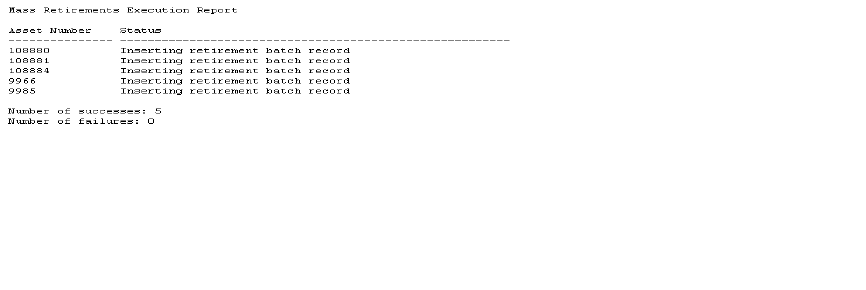 Mass Retirements Execution Report
Asset Number    Status
--------------- ----------------------------------------------------
108880          Inserting retirement batch record
108881          Inserting retirement batch record
108884          Inserting retirement batch record
9966            Inserting retirement batch record
9985            Inserting retirement batch record
Number of successes: 5
Number of failures: 0